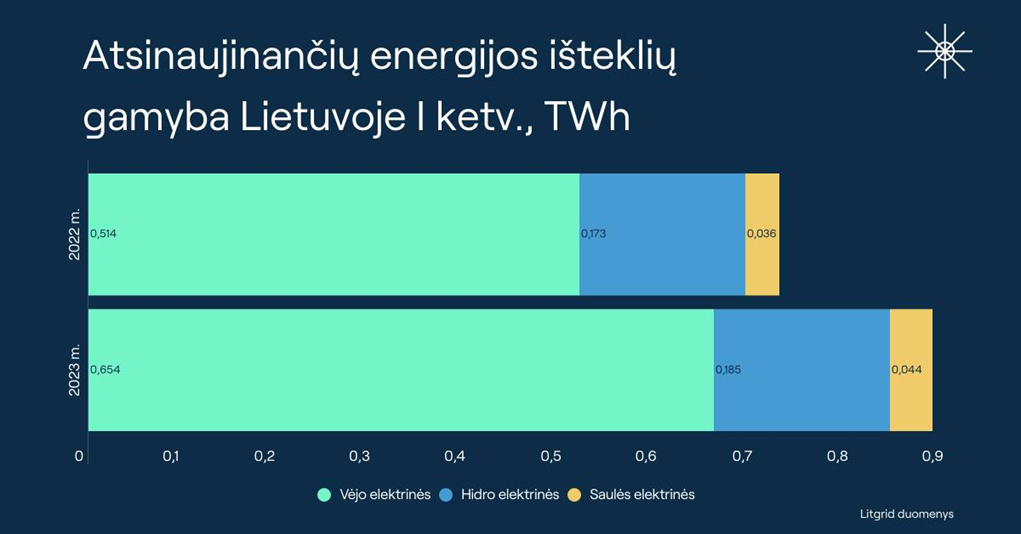 Atsinaujinančių energijos išteklių
gamyba Lietuvoje I ketv., TWh
2022 m.
0,514
0,173
0,036
2023 m.
0,654
0,185
0,044
0
0,1
0,2
0,3
0,4
0,5
0,6
0,7
0,8
0,9
Vėjo elektrinės
Hidro elektrinės
Saulės elektrinės
Litgrid duomenys